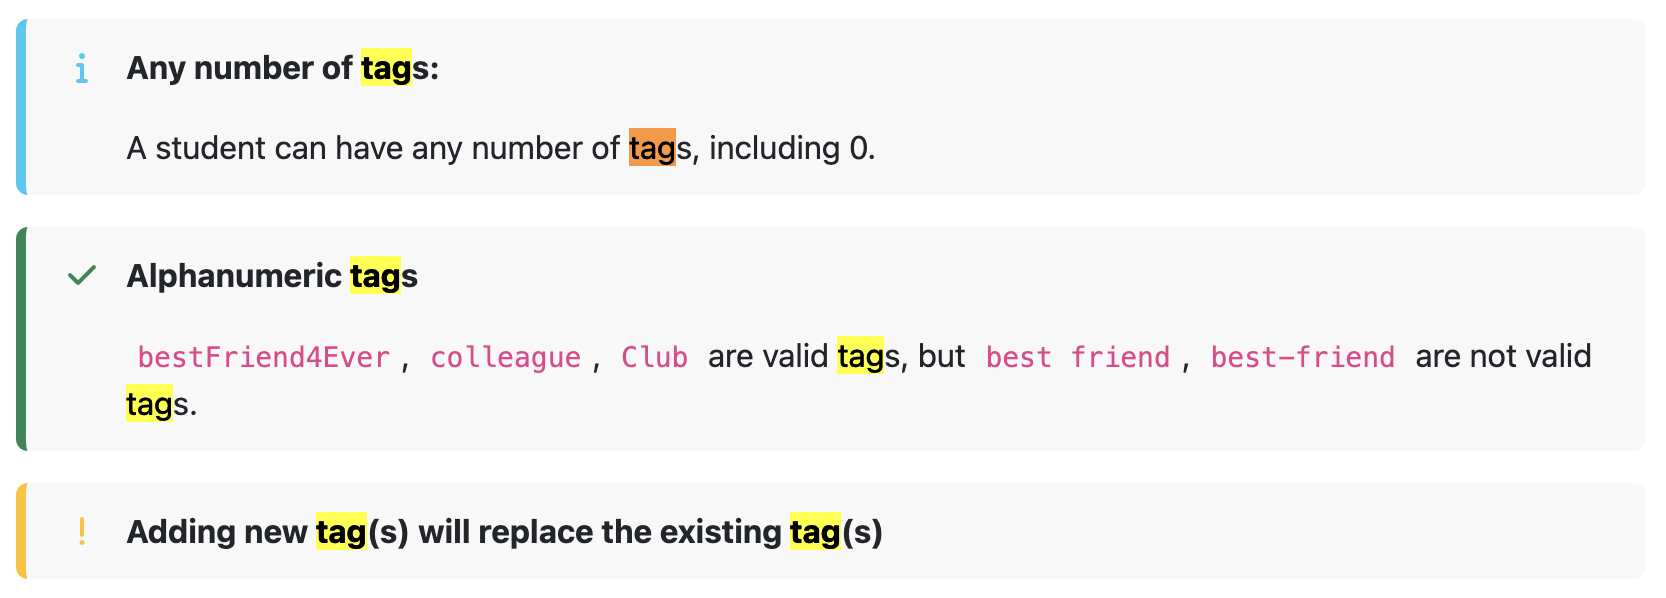 Any number of tags:
A student can have any number of tags, including 0.
Alphanumeric tags
bestFriend4Ever , colleague , Club are valid tags, but best friend , best-friend are not valid
tags.
Adding new tag(s) will replace the existing tag(s)